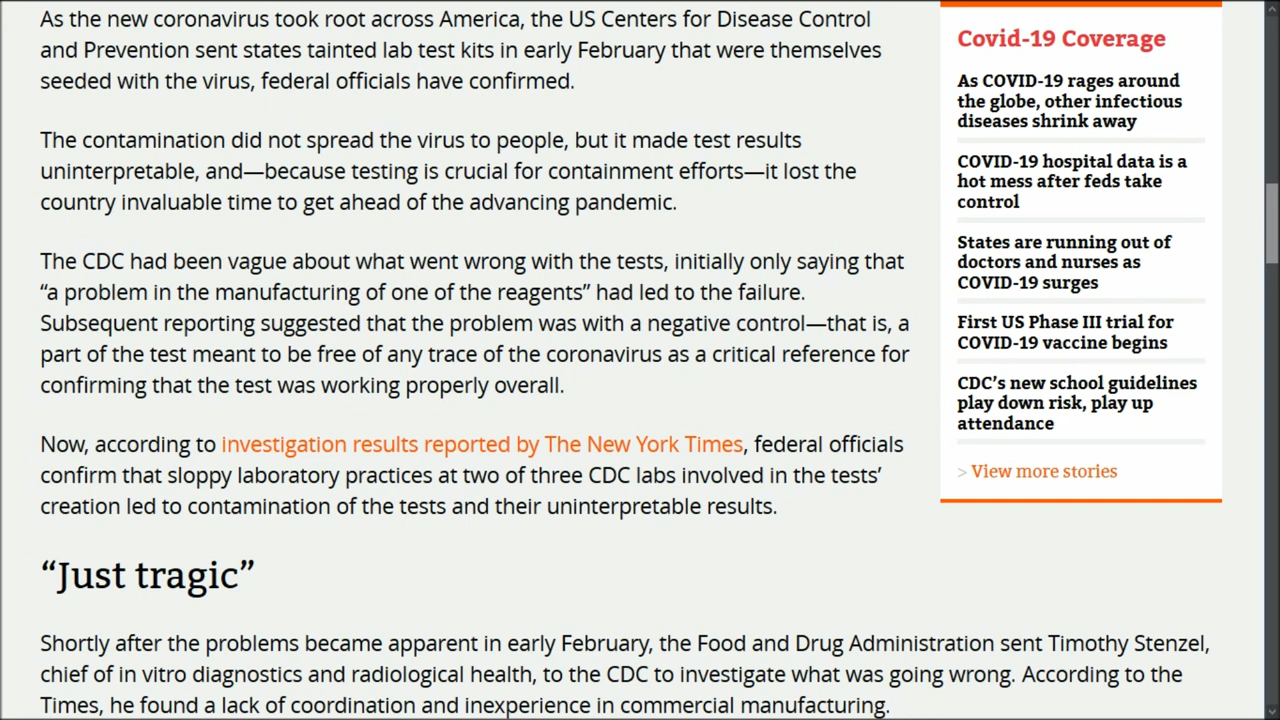 As the new coronavirus took root across America, the US Centers for Disease Control
and Prevention sent states tainted lab test kits in early February that were themselves
seeded with the virus, federal officials have confirmed.
The contamination did not spread the virus to people, but it made test results
uninterpretable, and—because testing is crucial for containment efforts—it lost the
country invaluable time to get ahead of the advancing pandemic.
The CDC had been vague about what went wrong with the tests, initially only saying that
“a problem in the manufacturing of one of the reagents” had led to the failure.
Subsequent reporting suggested that the problem was with a negative control—that is, a
part of the test meant to be free of any trace of the coronavirus as a critical reference for
confirming that the test was working properly overall.
Now, according to investigation results reported by The New York Times, federal officials
confirm that sloppy laboratory practices at two of three CDC labs involved in the tests’
creation led to contamination of the tests and their uninterpretable results.
“Just tragic”
Shortly after the problems became apparent in early February, the Food and Drug Administration sent Timothy Stenzel,
chief of in vitro diagnostics and radiological health, to the CDC to investigate what was going wrong. According to the
Times, he found a lack of coordination and inexperience in commercial manufacturing.
Covid-19 Coverage
As COVID-19 rages around
the globe, other infectious
diseases shrink away
COVID-19 hospital data is a
hot mess after feds take
control
States are running out of
doctors and nurses as
COVID-19 surges
First US Phase III trial for
COVID-19 vaccine begins
CDC’s new school guidelines
play down risk, play up
attendance
> View more stories